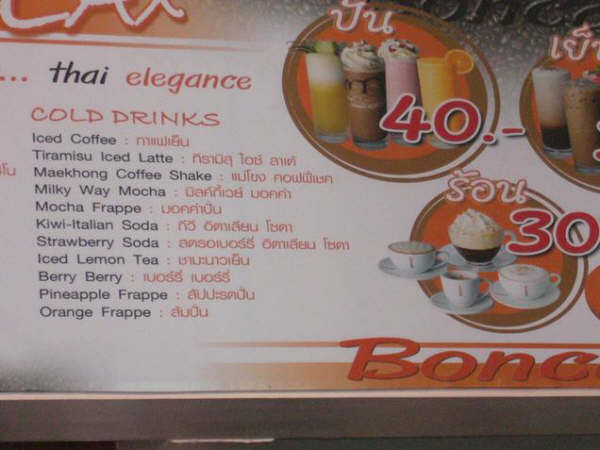 ... thai elegance
COLD DRINKS
Iced Coffee : กาแฟเย็น
Tiramisu Iced Latte : ทีรามิสุ ไอซ์ ลาเต้
Maekhong Coffee Shake : แม่โขง คอฟฟี่เชค
Milky Way Mocha : มิลค์กี้เวย์ มอคค่า
Mocha Frappe : มอคค่าปั่น
Kiwi-Italian Soda : กีวี อิตาเลียน โซดา
Strawberry Soda : สตรอเบอร์รี่ อิตาเลียน โซดา
Iced Lemon Tea : ชามะนาวเย็น
Berry Berry : เบอร์รี่ เบอร์รี่
Pineapple Frappe : สัปปะรดปั่น
Orange Frappe : ส้มปั่น
ปั่น
40.-
ร้อน
30